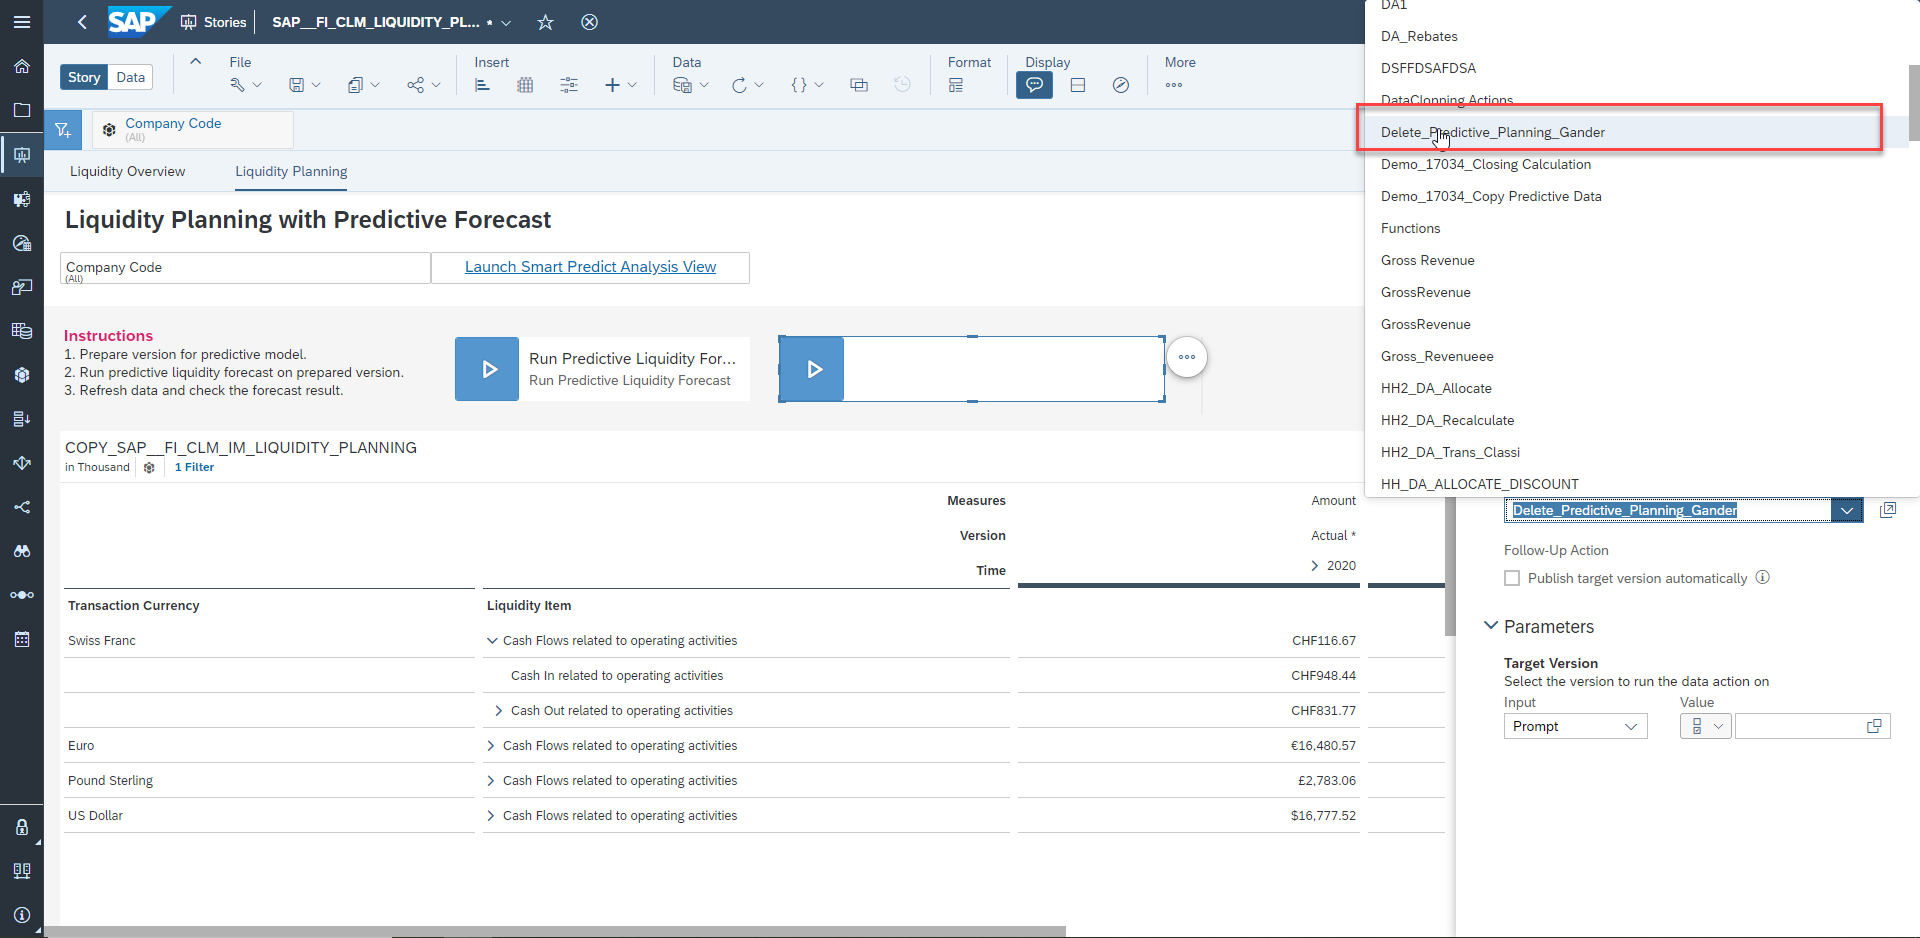 SAP Stories SAP__FI_CLM_LIQUIDITY_PL... *
Story Data
File
Insert
Data
Format
Display
More
Company Code
(All)
Liquidity Overview Liquidity Planning
Liquidity Planning with Predictive Forecast
Company Code
(All)
Launch Smart Predict Analysis View
Instructions
1. Prepare version for predictive model.
2. Run predictive liquidity forecast on prepared version.
3. Refresh data and check the forecast result.
Run Predictive Liquidity For...
Run Predictive Liquidity Forecast
COPY_SAP__FI_CLM_IM_LIQUIDITY_PLANNING
in Thousand 1 Filter
Measures Amount
Version Actual *
Time 2020
Transaction Currency Liquidity Item
Swiss Franc Cash Flows related to operating activities CHF116.67
Cash In related to operating activities CHF948.44
Cash Out related to operating activities CHF831.77
Euro Cash Flows related to operating activities €16,480.57
Pound Sterling Cash Flows related to operating activities £2,783.06
US Dollar Cash Flows related to operating activities $16,777.52
DA1
DA_Rebates
DSFFDSAFDSA
DataClopping Actions
Delete_Predictive_Planning_Gander
Demo_17034_Closing Calculation
Demo_17034_Copy Predictive Data
Functions
Gross Revenue
GrossRevenue
GrossRevenue
Gross_Revenueee
HH2_DA_Allocate
HH2_DA_Recalculate
HH2_DA_Trans_Classi
HH_DA_ALLOCATE_DISCOUNT
Delete_Predictive_Planning_Gander
Follow-Up Action
Publish target version automatically
Parameters
Target Version
Select the version to run the data action on
Input Value
Prompt